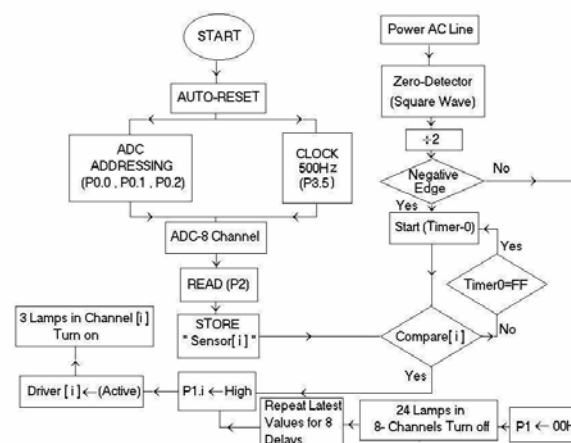 START
AUTO-RESET
ADC
ADDRESSING
(P0.0 , P0.1 , P0.2)
CLOCK
500Hz
(P3.5)
ADC-8 Channel
READ (P2)
STORE
" Sensor[i] "
3 Lamps in Channel [i]
Turn on
Driver [i] ← (Active)
P1.i ← High
Power AC Line
Zero-Detector
(Square Wave)
÷2
Negative
Edge
No
Yes
Start (Timer-0)
Yes
Timer0=FF
No
Compare[i]
Yes
Repeat Latest
Values for 8
Delays
24 Lamps in
8- Channels Turn off
P1 ← 00H